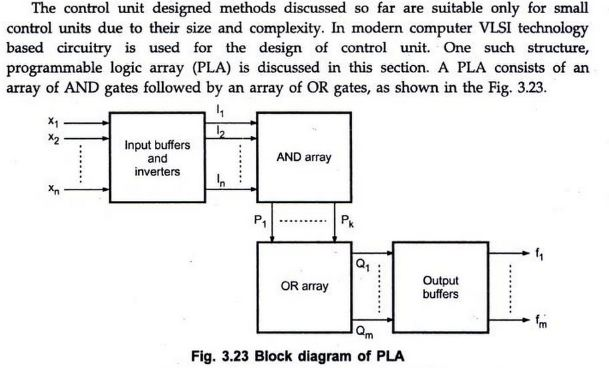 The control unit designed methods discussed so far are suitable only for small
control units due to their size and complexity. In modern computer VLSI technology
based circuitry is used for the design of control unit. One such structure,
programmable logic array (PLA) is discussed in this section. A PLA consists of an
array of AND gates followed by an array of OR gates, as shown in the Fig. 3.23.
x1
x2
xn
Input buffers
and
inverters
I1
I2
In
AND array
P1
Pk
OR array
Q1
Qm
Output
buffers
f1
fm
Fig. 3.23 Block diagram of PLA